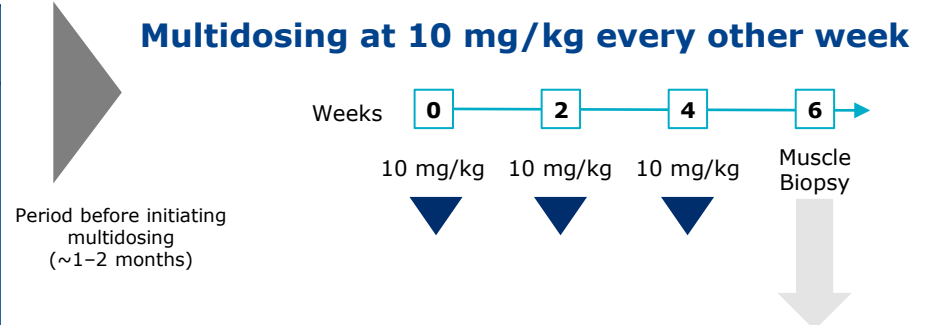 Multidosing at 10 mg/kg every other week
Weeks 0 2 4 6
10 mg/kg 10 mg/kg 10 mg/kg
Muscle
Biopsy
Period before initiating
multidosing
(~1–2 months)